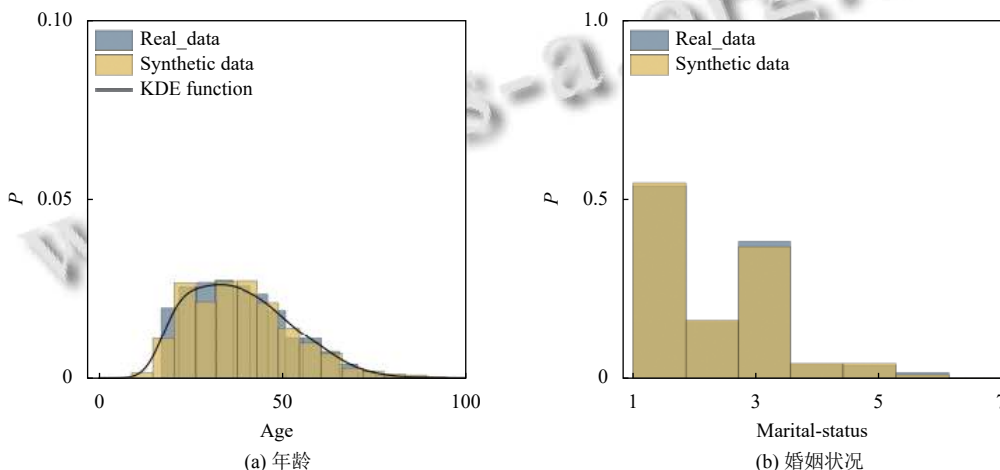 0.10
Real_data
Synthetic data
KDE function
P
0.05
0
0
50
100
Age
(a) 年龄
1.0
Real_data
Synthetic data
P
0.5
0
1
3
5
7
Marital-status
(b) 婚姻状况